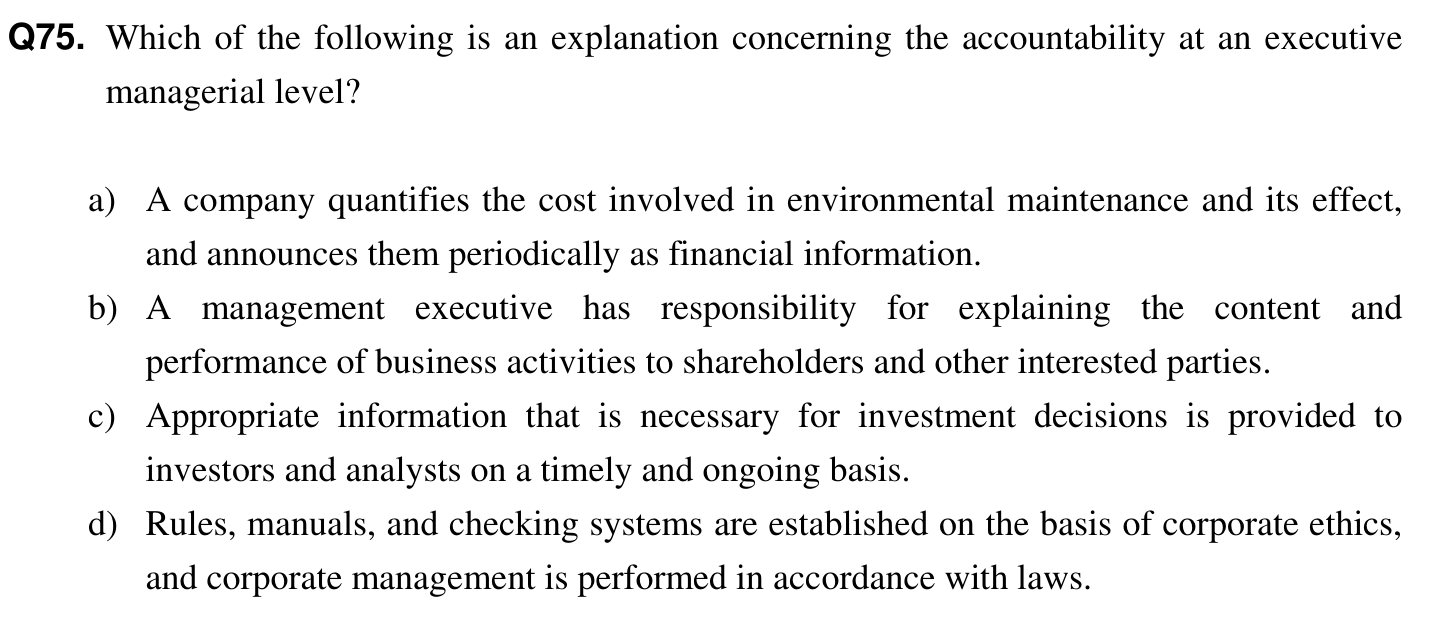 Q75. Which of the following is an explanation concerning the accountability at an executive
managerial level?
a) A company quantifies the cost involved in environmental maintenance and its effect,
and announces them periodically as financial information.
b) A management executive has responsibility for explaining the content and
performance of business activities to shareholders and other interested parties.
c) Appropriate information that is necessary for investment decisions is provided to
investors and analysts on a timely and ongoing basis.
d) Rules, manuals, and checking systems are established on the basis of corporate ethics,
and corporate management is performed in accordance with laws.